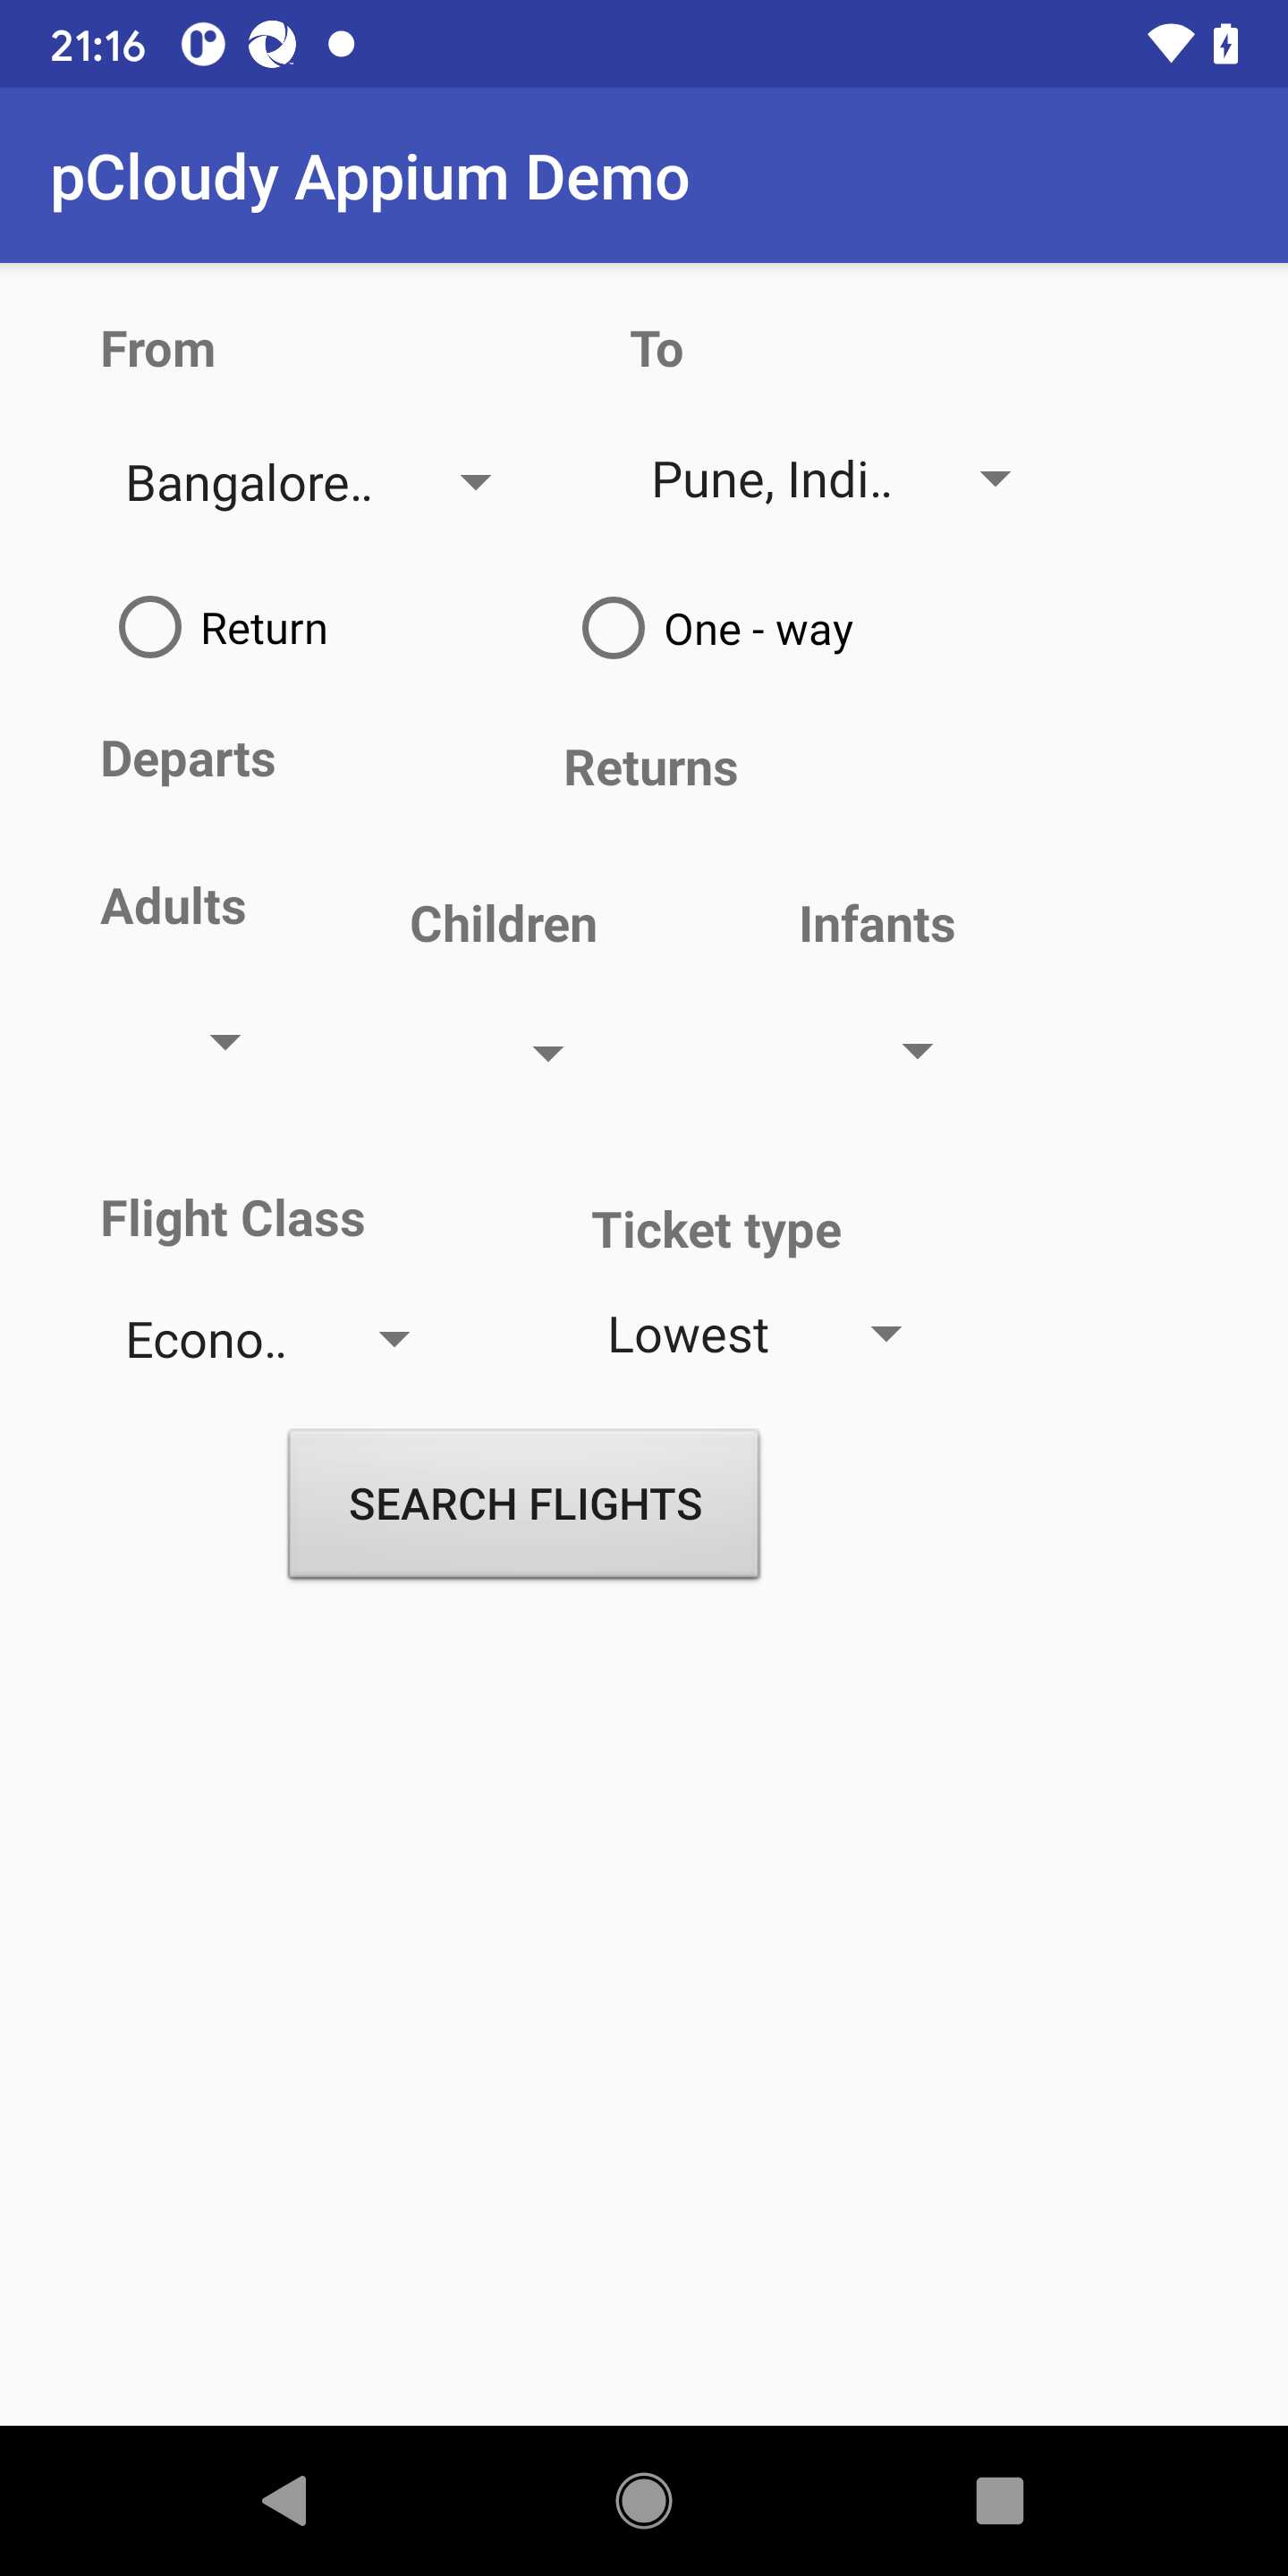 21:16
pCloudy Appium Demo
From To
Bangalore.. Pune, Indi..
Return One - way
Departs Returns
Adults Children Infants
Flight Class Ticket type
Econo.. Lowest
SEARCH FLIGHTS